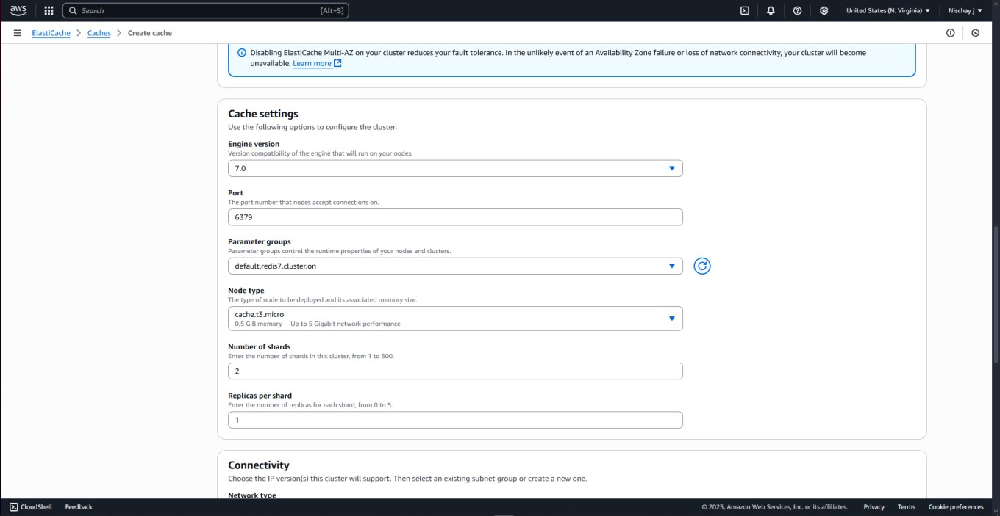 aws
Search [Alt+S]
United States (N. Virginia) Nischay j
ElastiCache > Caches > Create cache
Disabling ElastiCache Multi-AZ on your cluster reduces your fault tolerance. In the unlikely event of an Availability Zone failure or loss of network connectivity, your cluster will become
unavailable. Learn more
Cache settings
Use the following options to configure the cluster.
Engine version
Version compatibility of the engine that will run on your nodes.
7.0
Port
The port number that nodes accept connections on.
6379
Parameter groups
Parameter groups control the runtime properties of your nodes and clusters.
default.redis7.cluster.on
Node type
The type of node to be deployed and its associated memory size.
cache.t3.micro
0.5 GiB memory Up to 5 Gigabit network performance
Number of shards
Enter the number of shards in this cluster, from 1 to 500.
2
Replicas per shard
Enter the number of replicas for each shard, from 0 to 5.
1
Connectivity
Choose the IP version(s) this cluster will support. Then select an existing subnet group or create a new one.
Network type
CloudShell Feedback © 2025, Amazon Web Services, Inc. or its affiliates. Privacy Terms Cookie preferences